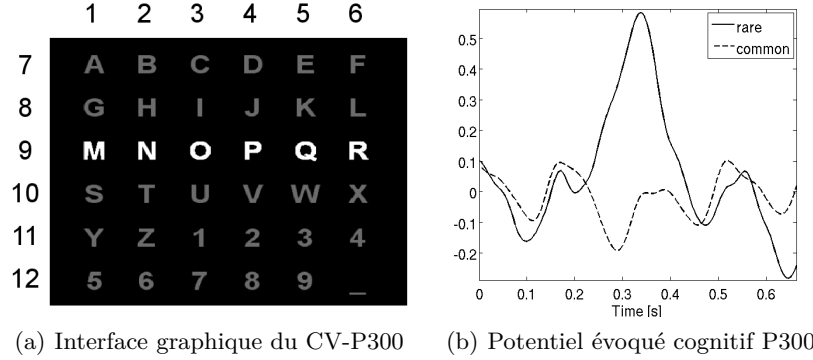 1 2 3 4 5 6
7 A B C D E F
8 G H I J K L
9 M N O P Q R
10 S T U V W X
11 Y Z 1 2 3 4
12 5 6 7 8 9 _
(a) Interface graphique du CV-P300
rare
common
0.5
0.4
0.3
0.2
0.1
0
-0.1
-0.2
0 0.1 0.2 0.3 0.4 0.5 0.6
Time [s]
(b) Potentiel évoqué cognitif P300